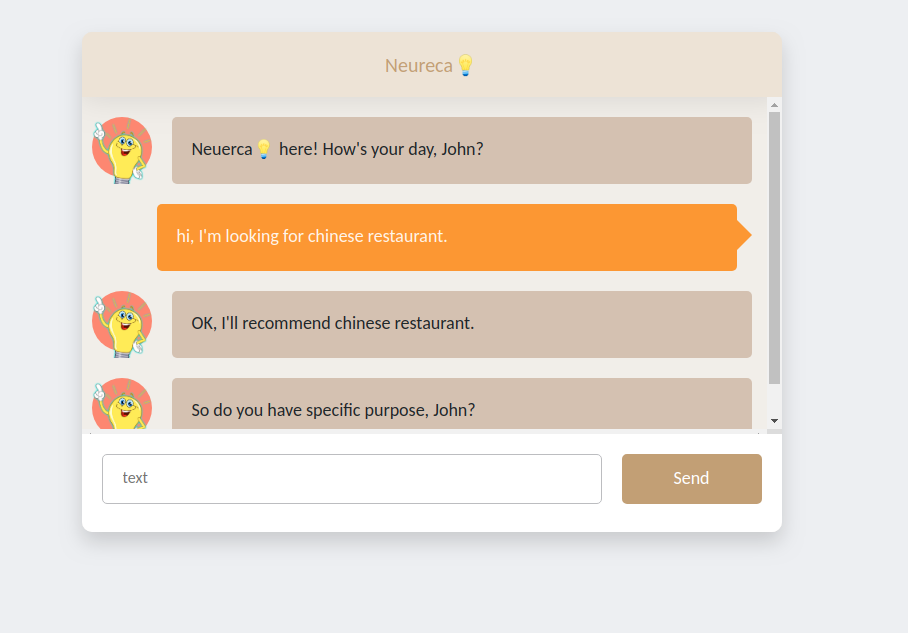 Neureca💡
Neuerca 💡 here! How's your day, John?
hi, I'm looking for chinese restaurant.
OK, I'll recommend chinese restaurant.
So do you have specific purpose, John?
text
Send